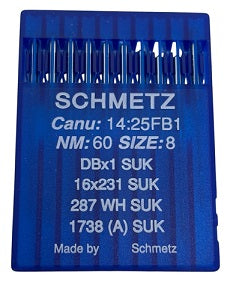 SCHMETZ
Canu: 14:25FB1
NM: 60 SIZE: 8
DBx1 SUK
16x231 SUK
287 WH SUK
1738 (A) SUK
Made by Schmetz